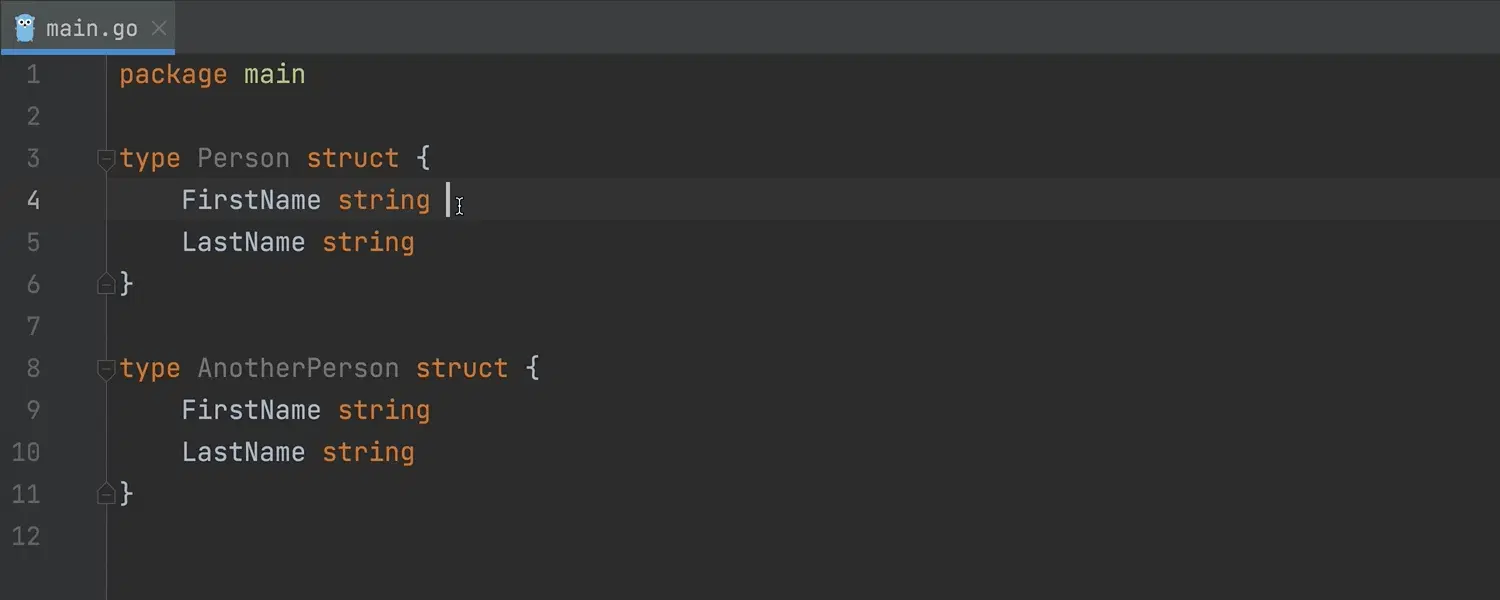 main.go
1 package main
2
3 type Person struct {
4 FirstName string
5 LastName string
6 }
7
8 type AnotherPerson struct {
9 FirstName string
10 LastName string
11 }
12